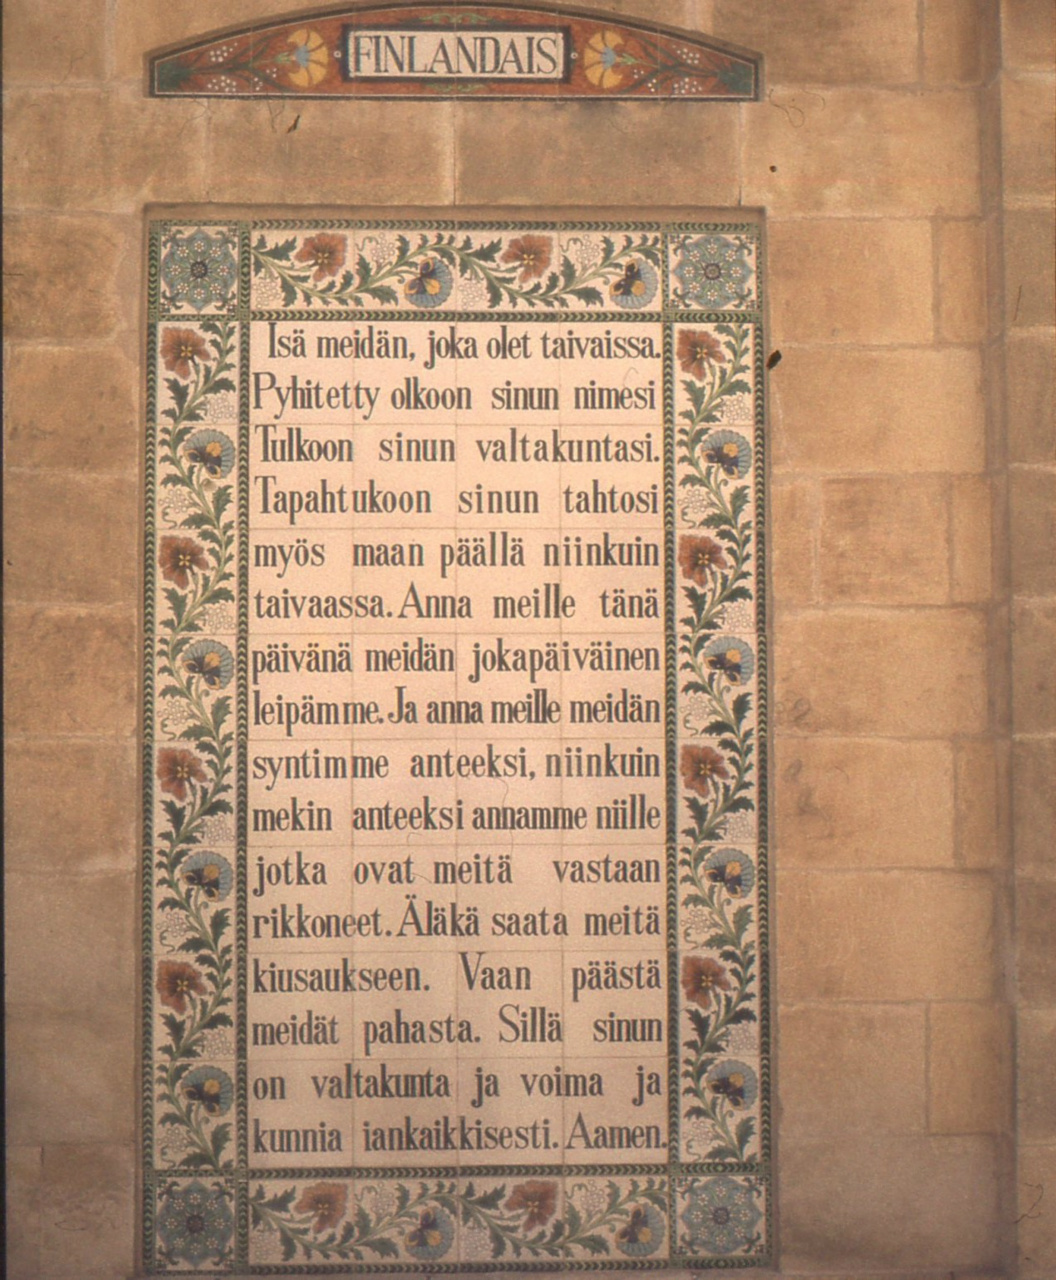 FINLANDAIS
Isä meidän, joka olet taivaissa.
Pyhitetty olkoon sinun nimesi
Tulkoon sinun valtakuntasi.
Tapahtukoon sinun tahtosi
myös maan päällä niinkuin
taivaassa. Anna meille tänä
päivänä meidän jokapäiväinen
leipämme. Ja anna meille meidän
syntimme anteeksi, niinkuin
mekin anteeksi annamme niille
jotka ovat meitä vastaan
rikkoneet. Äläkä saata meitä
kiusaukseen. Vaan päästä
meidät pahasta. Sillä sinun
on valtakunta ja voima ja
kunnia iankaikkisesti. Aamen.